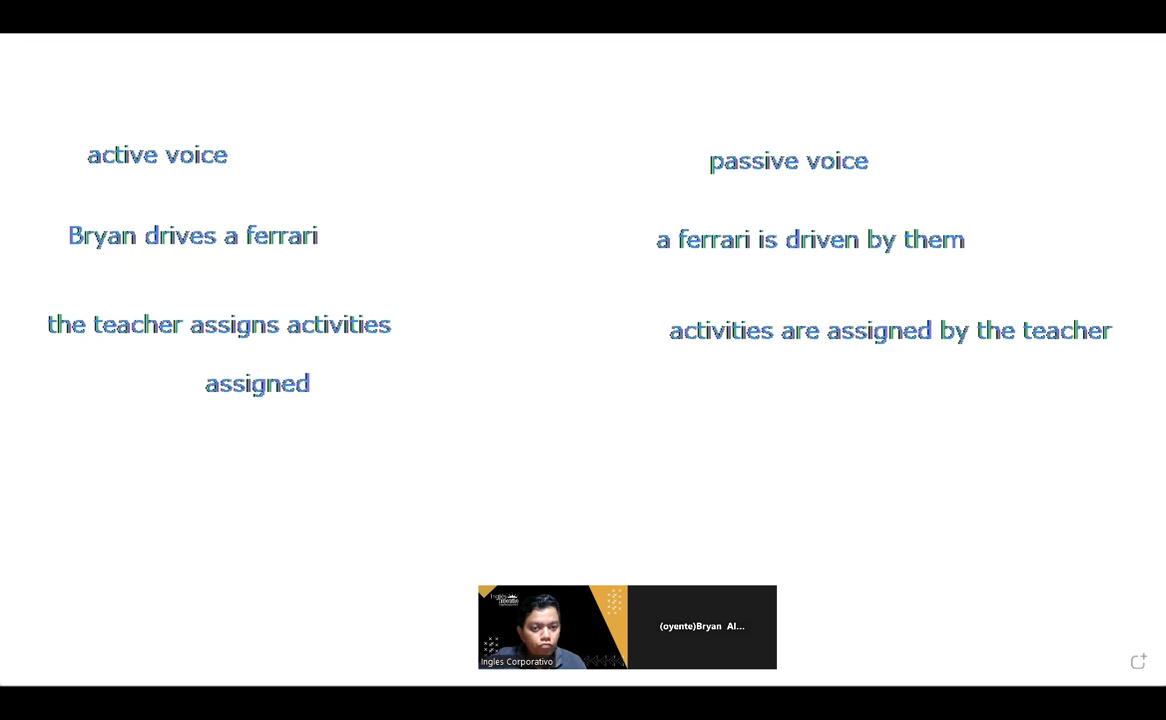 active voice
passive voice
Bryan drives a ferrari
a ferrari is driven by them
the teacher assigns activities
activities are assigned by the teacher
assigned
Ingles Corporativo
(oyente)Bryan Al...